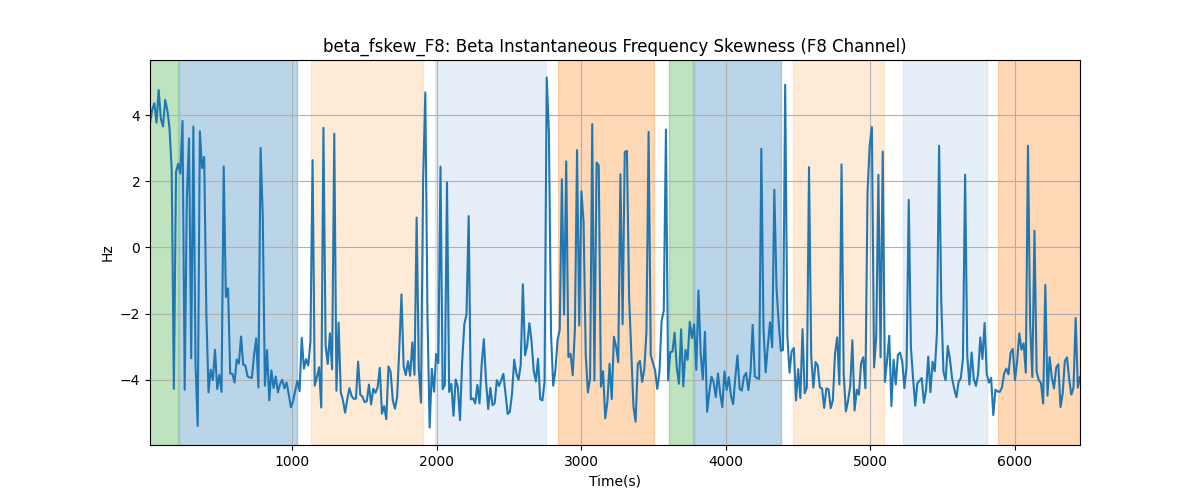 beta_fskew_F8: Beta Instantaneous Frequency Skewness (F8 Channel)
4
2
0
−2
−4
Hz
1000 2000 3000 4000 5000 6000
Time(s)